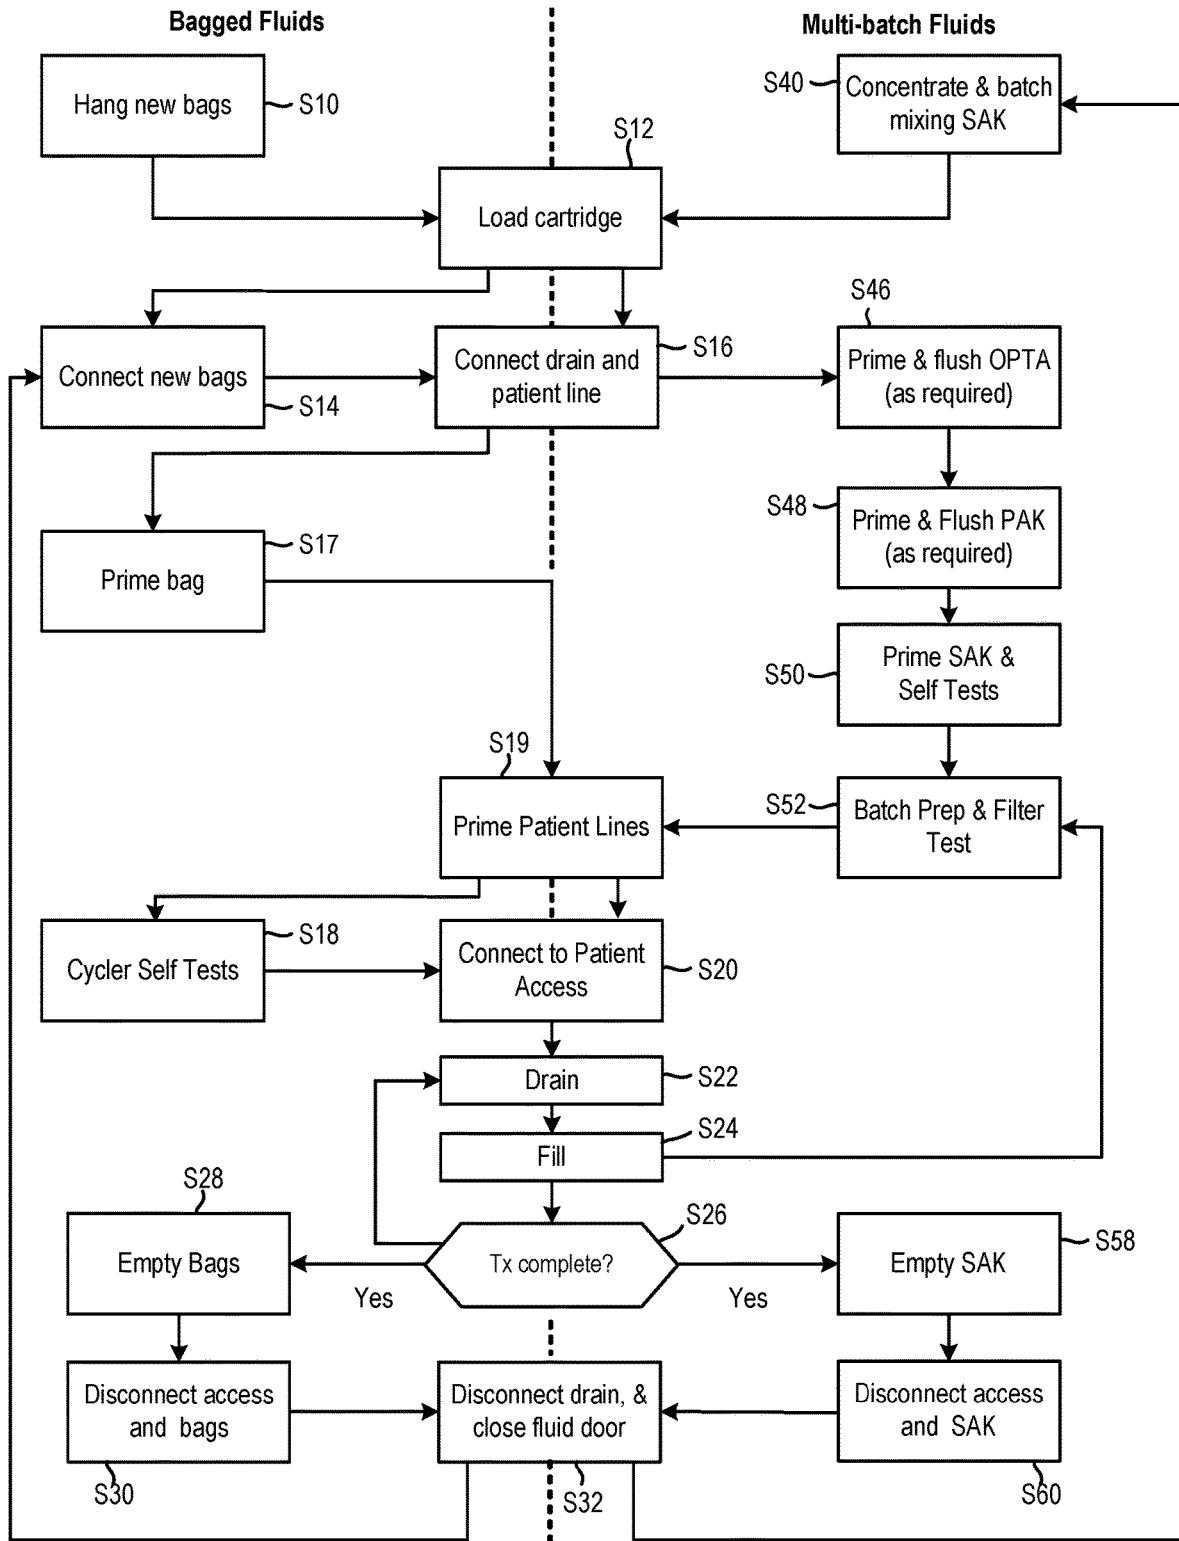 Bagged Fluids
Multi-batch Fluids
Hang new bags
S10
S40
Concentrate & batch
mixing SAK
S12
Load cartridge
Connect new bags
S14
Connect drain and
patient line
S16
S46
Prime & flush OPTA
(as required)
S17
Prime bag
S48
Prime & Flush PAK
(as required)
S50
Prime SAK &
Self Tests
S19
Prime Patient Lines
S52
Batch Prep & Filter
Test
S18
Cycler Self Tests
Connect to Patient
Access
S20
Drain
S22
Fill
S24
S28
Empty Bags
S26
Tx complete?
Yes
Yes
Empty SAK
S58
Disconnect access
and bags
S30
Disconnect drain, &
close fluid door
S32
Disconnect access
and SAK
S60